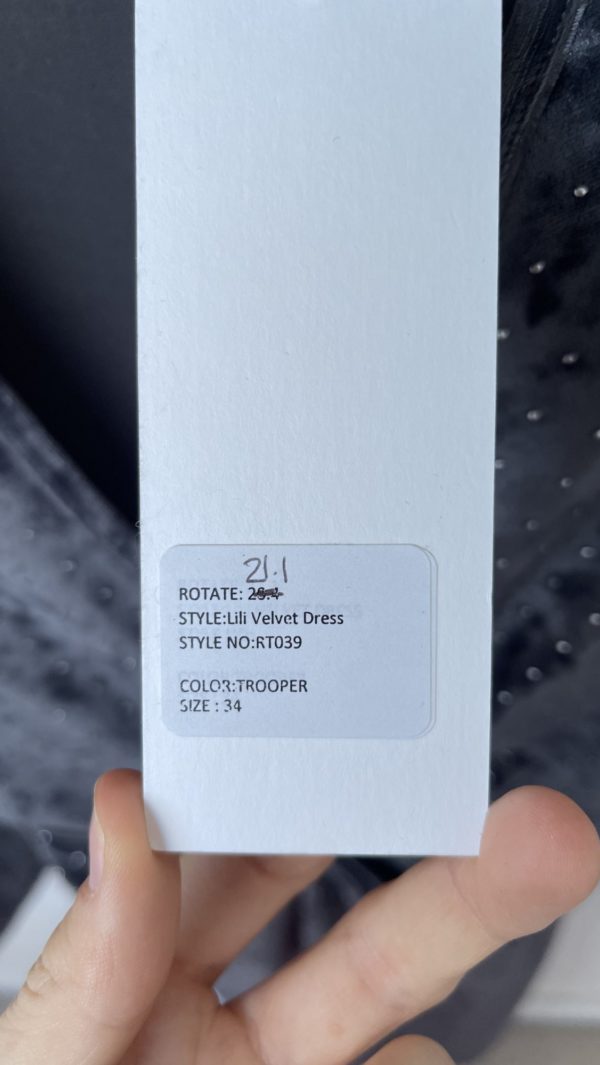 21.1
ROTATE:
STYLE:Lili Velvet Dress
STYLE NO:RT039
COLOR:TROOPER
SIZE : 34